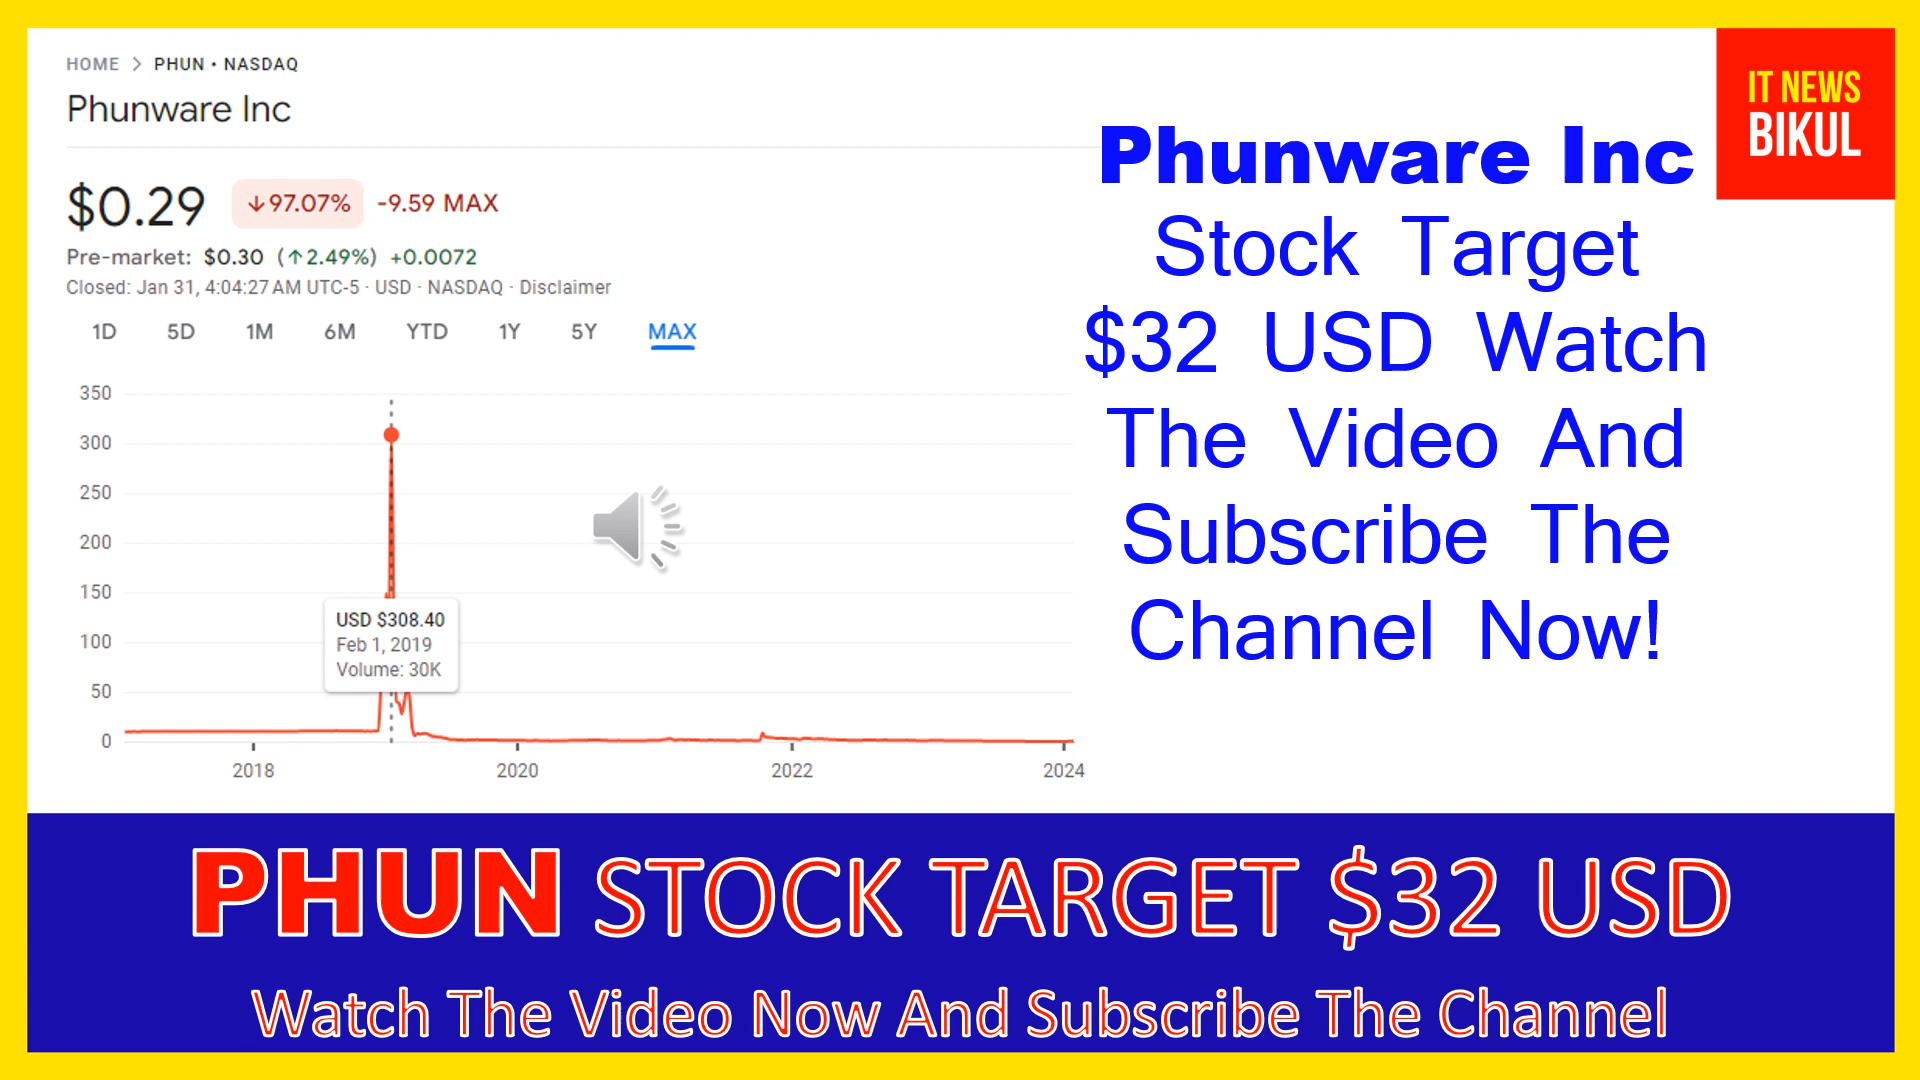 HOME > PHUN • NASDAQ
Phunware Inc
$0.29 ↓97.07% -9.59 MAX
Pre-market: $0.30 (↑2.49%) +0.0072
Closed: Jan 31, 4:04:27 AM UTC-5 · USD · NASDAQ · Disclaimer
1D 5D 1M 6M YTD 1Y 5Y MAX
350
300
250
200
150
100
50
0
USD $308.40
Feb 1, 2019
Volume: 30K
2018 2020 2022 2024
IT NEWS
BIKUL
Phunware Inc
Stock Target
$32 USD Watch
The Video And
Subscribe The
Channel Now!
PHUN STOCK TARGET $32 USD
Watch The Video Now And Subscribe The Channel